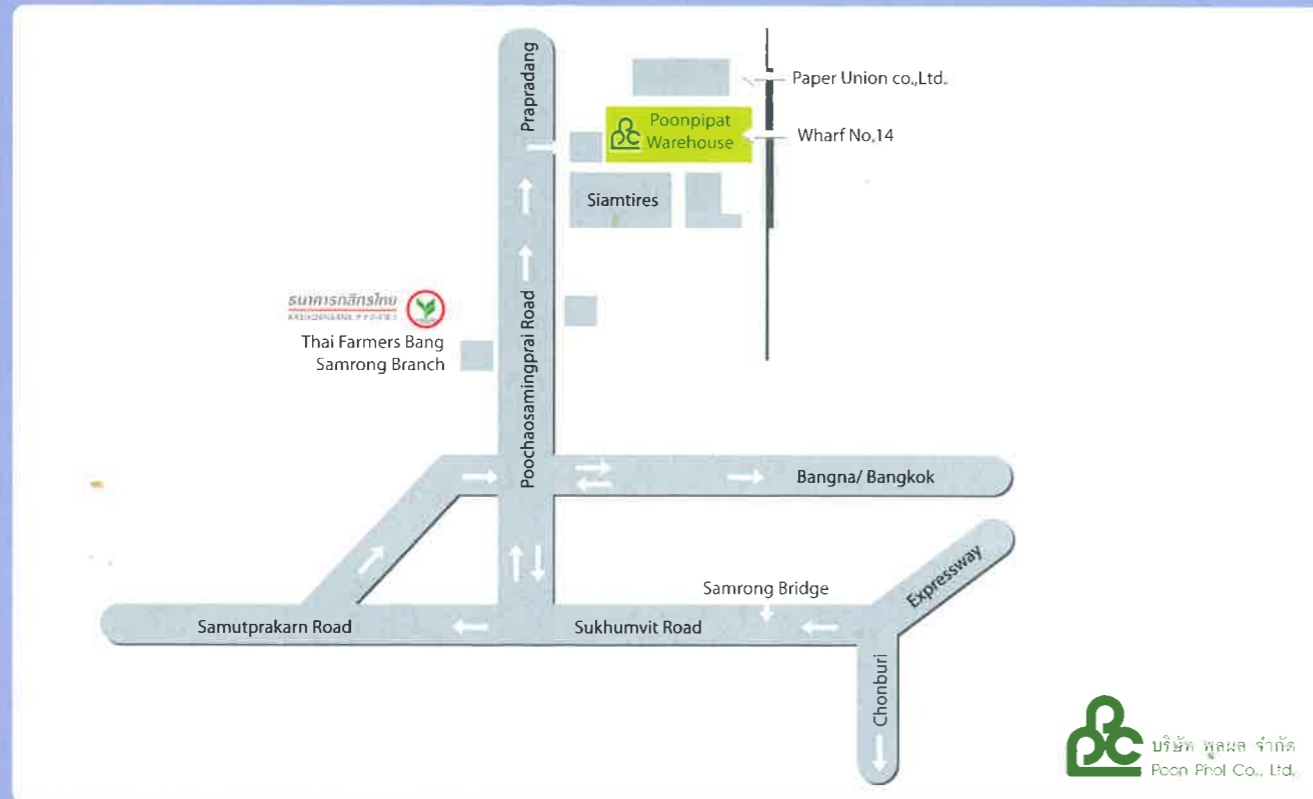 Prapradang
Paper Union co.,Ltd.
Poonpipat
Warehouse
Wharf No,14
Siamtires
ธนาคารกสิกรไทย
Thai Farmers Bang
Samrong Branch
Poochaosamingprai Road
Bangna/ Bangkok
Expressway
Samrong Bridge
Samutprakarn Road
Sukhumvit Road
Chonburi
บริษัท พูลผล จำกัด
Poon Phol Co., Ltd.